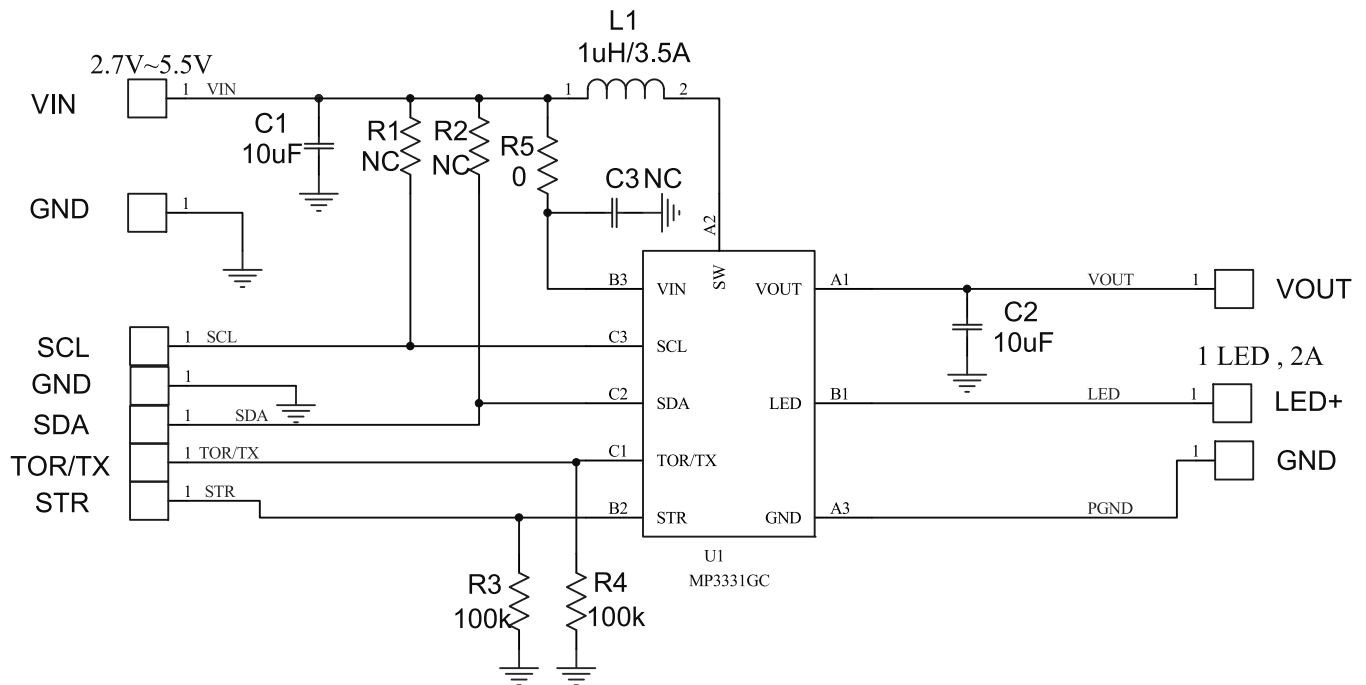 L1
1uH/3.5A
2.7V~5.5V
VIN
1
VIN
1
2
C1
10uF
R1
NC
R2
NC
R5
0
C3 NC
GND
1
A2
SW
B3
VIN
VOUT
A1
VOUT
1
VOUT
C2
10uF
SCL
1
SCL
C3
SCL
1 LED , 2A
GND
1
SDA
1
SDA
C2
SDA
LED
B1
LED
1
LED+
TOR/TX
1
TOR/TX
C1
TOR/TX
1
GND
STR
1
STR
B2
STR
GND
A3
PGND
U1
MP3331GC
R3
100k
R4
100k